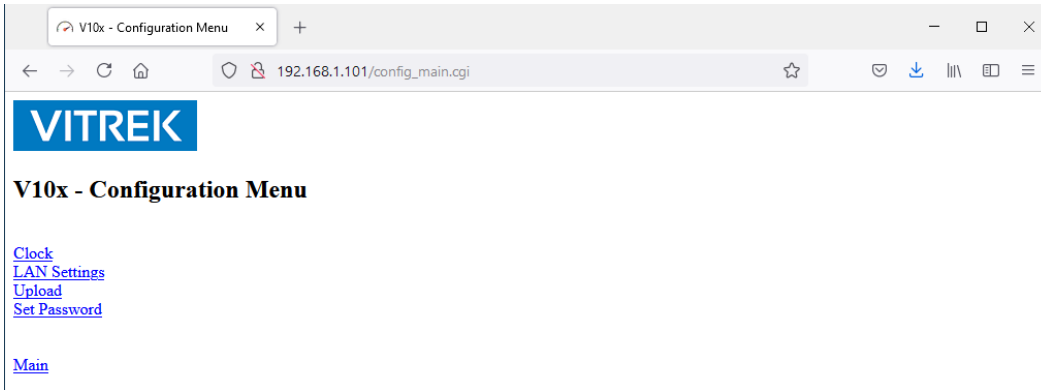 V10x - Configuration Menu
192.168.1.101/config_main.cgi
VITREK
V10x - Configuration Menu
Clock
LAN Settings
Upload
Set Password
Main